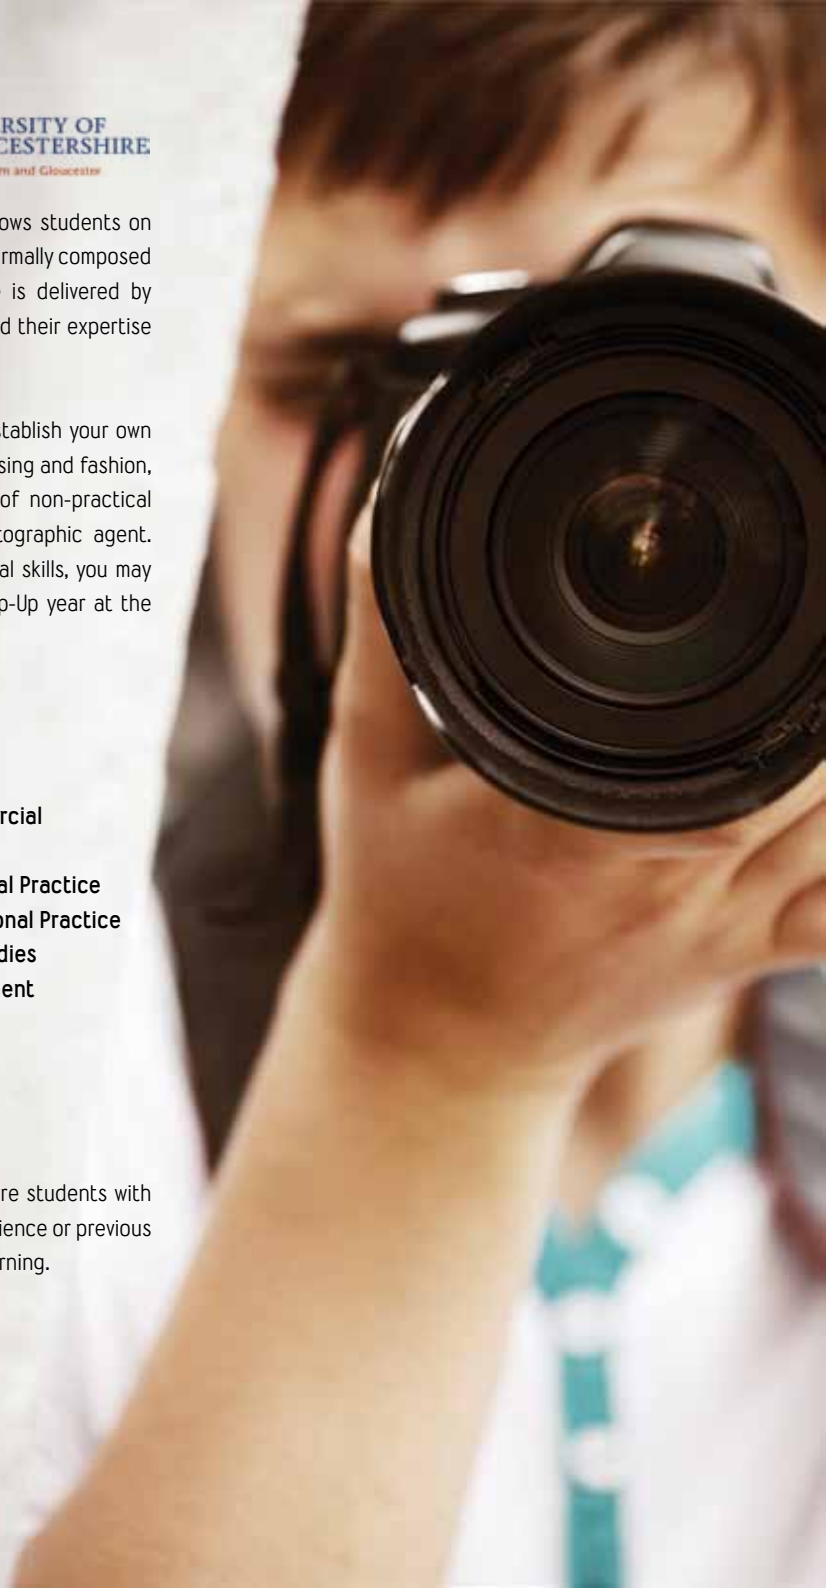 RSITY OF
CESTERSHIRE
m and Gloucester
ows students on
rmally composed
is delivered by
d their expertise
tablish your own
sing and fashion,
of non-practical
tographic agent.
al skills, you may
p-Up year at the
rcial
al Practice
onal Practice
dies
ent
re students with
ience or previous
rning.